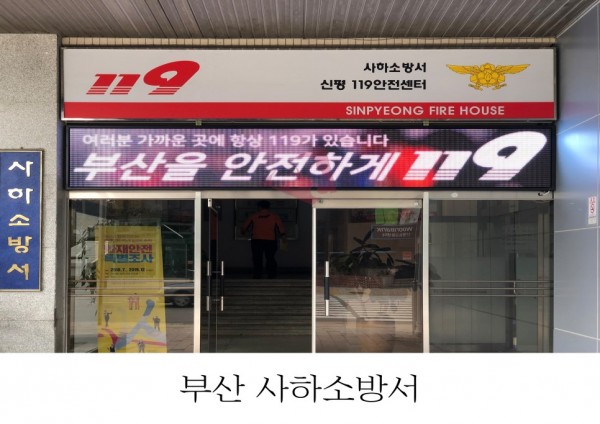 119
사하소방서
신평 119안전센터
SINPYEONG FIRE HOUSE
여러분 가까운 곳에 항상 119가 있습니다
부산을 안전하게 119
사하소방서
부산 사하소방서